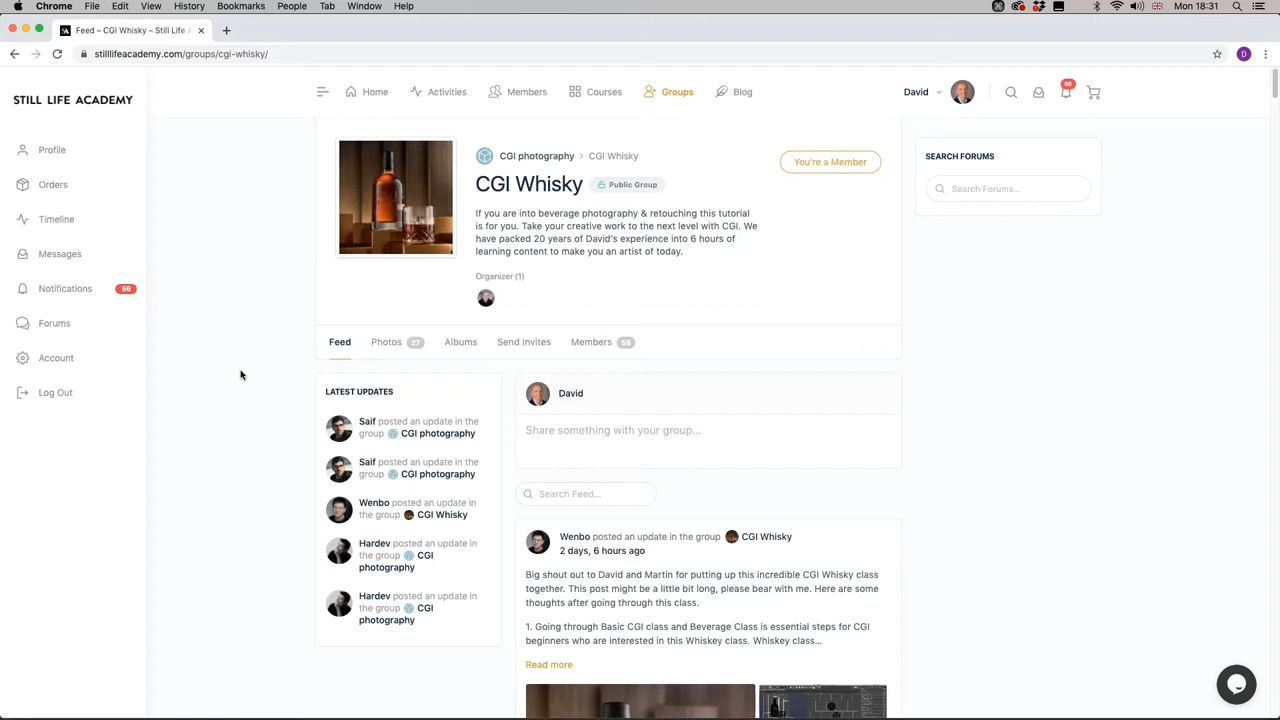 Chrome File Edit View History Bookmarks People Tab Window Help
Mon 18:31
Feed – CGI Whisky – Still Life A
stilllifeacademy.com/groups/cgi-whisky/
D
STILL LIFE ACADEMY
Home Activities Members Courses Groups Blog
David
66
Profile
Orders
Timeline
Messages
Notifications 66
Forums
Account
Log Out
CGI photography > CGI Whisky
You're a Member
CGI Whisky Public Group
If you are into beverage photography & retouching this tutorial
is for you. Take your creative work to the next level with CGI. We
have packed 20 years of David's experience into 6 hours of
learning content to make you an artist of today.
Organizer (1)
SEARCH FORUMS
Search Forums...
Feed Photos 27 Albums Send Invites Members 58
LATEST UPDATES
Saif posted an update in the
group CGI photography
Saif posted an update in the
group CGI photography
Wenbo posted an update in
the group CGI Whisky
Hardev posted an update in
the group CGI
photography
Hardev posted an update in
the group CGI
photography
David
Share something with your group...
Search Feed...
Wenbo posted an update in the group CGI Whisky
2 days, 6 hours ago
Big shout out to David and Martin for putting up this incredible CGI Whisky class
together. This post might be a little bit long, please bear with me. Here are some
thoughts after going through this class.
1. Going through Basic CGI class and Beverage Class is essential steps for CGI
beginners who are interested in this Whiskey class. Whiskey class...
Read more